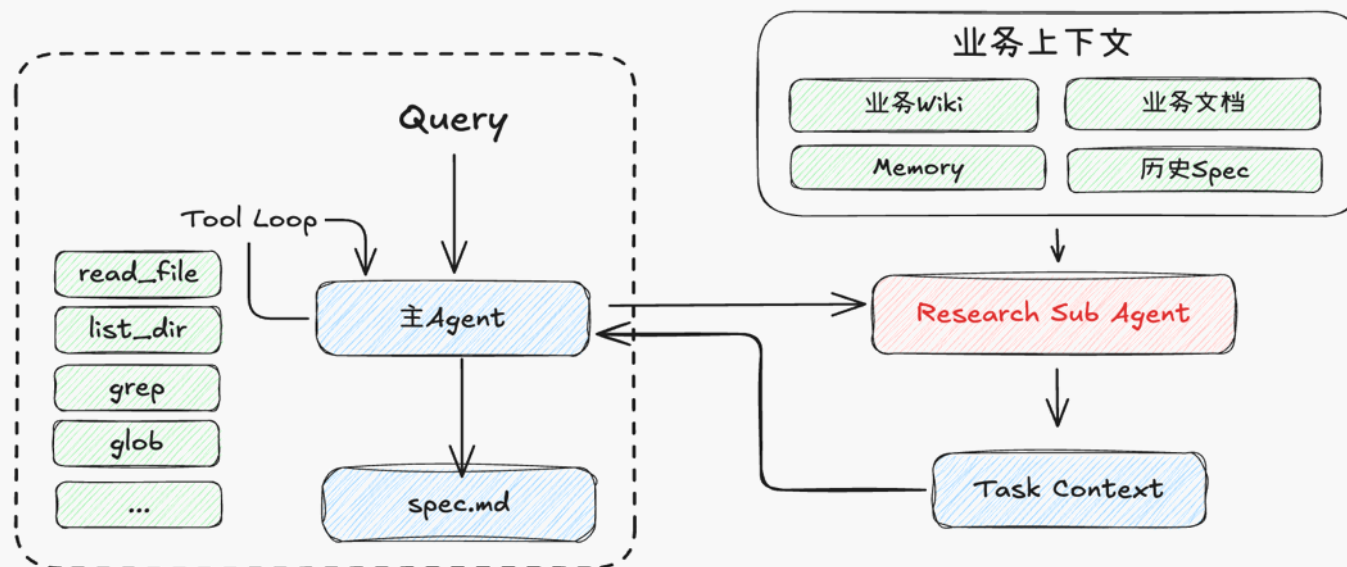 业务上下文
业务Wiki
业务文档
Memory
历史Spec
Query
Tool Loop
read_file
list_dir
grep
glob
...
主Agent
spec.md
Research Sub Agent
Task Context